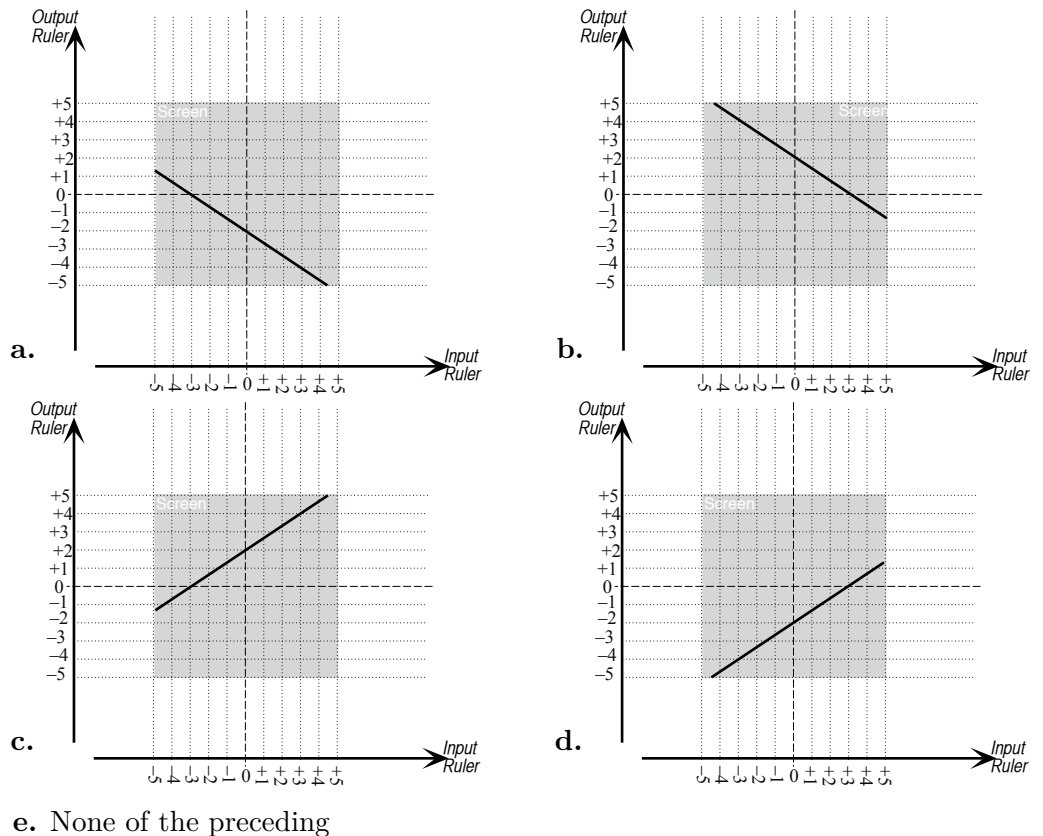 Output
Ruler
+5
Screen
+4
+3
+2
+1
0
–1
–2
–3
–4
–5
a.
Input
Ruler
-5 -4 -3 -2 -1 0 +1 +2 +3 +4 +5
Output
Ruler
+5
Screen
+4
+3
+2
+1
0
–1
–2
–3
–4
–5
b.
Input
Ruler
-5 -4 -3 -2 -1 0 +1 +2 +3 +4 +5
Output
Ruler
+5
Screen
+4
+3
+2
+1
0
–1
–2
–3
–4
–5
c.
Input
Ruler
-5 -4 -3 -2 -1 0 +1 +2 +3 +4 +5
Output
Ruler
+5
Screen
+4
+3
+2
+1
0
–1
–2
–3
–4
–5
d.
Input
Ruler
-5 -4 -3 -2 -1 0 +1 +2 +3 +4 +5
e. None of the preceding